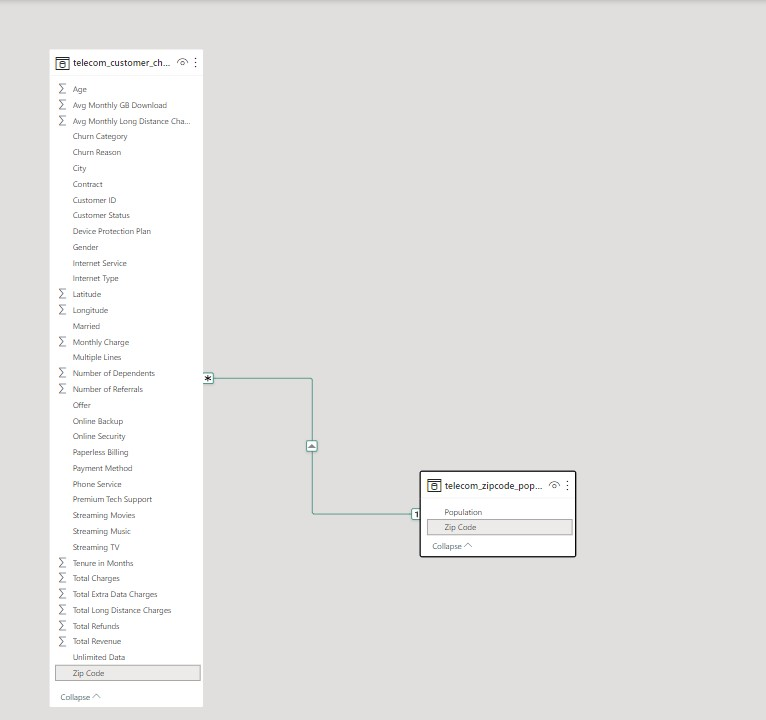 telecom_customer_ch...
Age
Avg Monthly GB Download
Avg Monthly Long Distance Cha...
Churn Category
Churn Reason
City
Contract
Customer ID
Customer Status
Device Protection Plan
Gender
Internet Service
Internet Type
Latitude
Longitude
Married
Monthly Charge
Multiple Lines
Number of Dependents
Number of Referrals
Offer
Online Backup
Online Security
Paperless Billing
Payment Method
Phone Service
Premium Tech Support
Streaming Movies
Streaming Music
Streaming TV
Tenure in Months
Total Charges
Total Extra Data Charges
Total Long Distance Charges
Total Refunds
Total Revenue
Unlimited Data
Zip Code
Collapse
*
1
telecom_zipcode_pop...
Population
Zip Code
Collapse